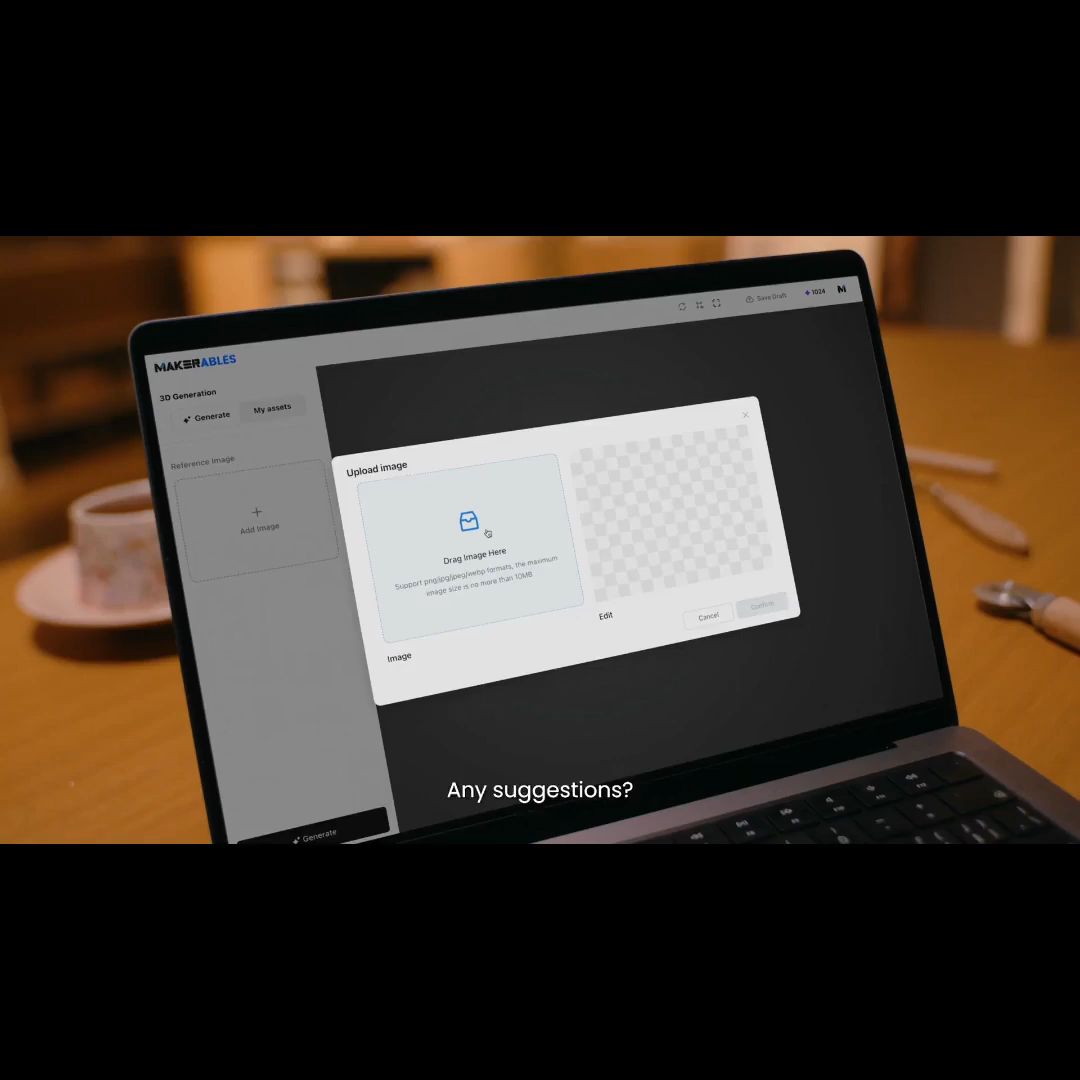 MAKERABLES
Save Draft
1024
M
3D Generation
Generate
My assets
Reference Image
Add Image
Upload image
Drag Image Here
Support png/jpg/jpeg/webp formats, the maximum
image size is no more than 10MB
Image
Edit
Cancel
Confirm
Generate
Any suggestions?